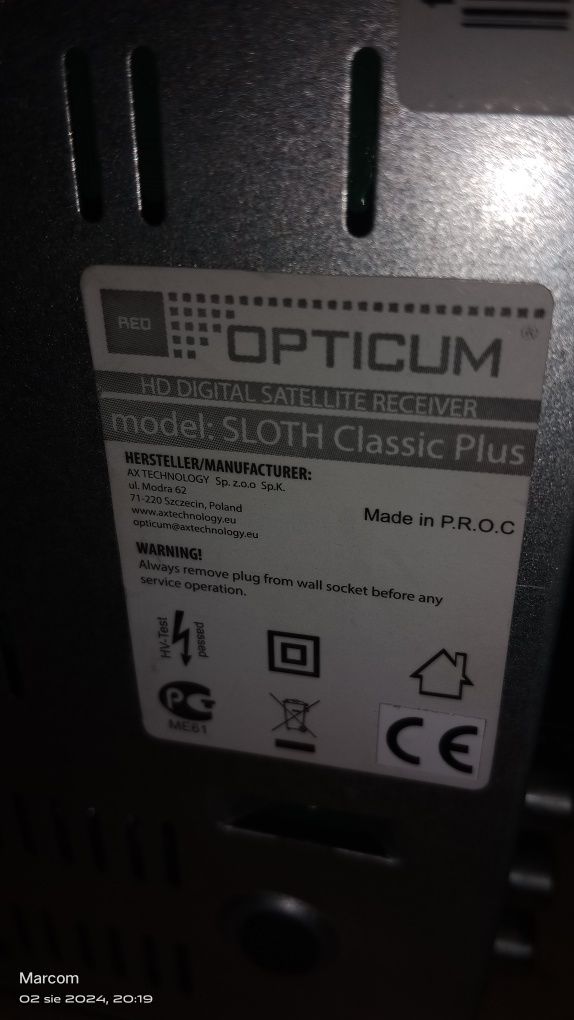 RED
OPTICUM®
HD DIGITAL SATELLITE RECEIVER
model: SLOTH Classic Plus
HERSTELLER/MANUFACTURER:
AX TECHNOLOGY Sp. z.o.o Sp.K.
ul. Modra 62
71-220 Szczecin, Poland
www.axtechnology.eu
opticum@axtechnology.eu
Made in P.R.O.C
WARNING!
Always remove plug from wall socket before any
service operation.
HV-Test
passed
ME61
CE
Marcom
02 sie 2024, 20:19